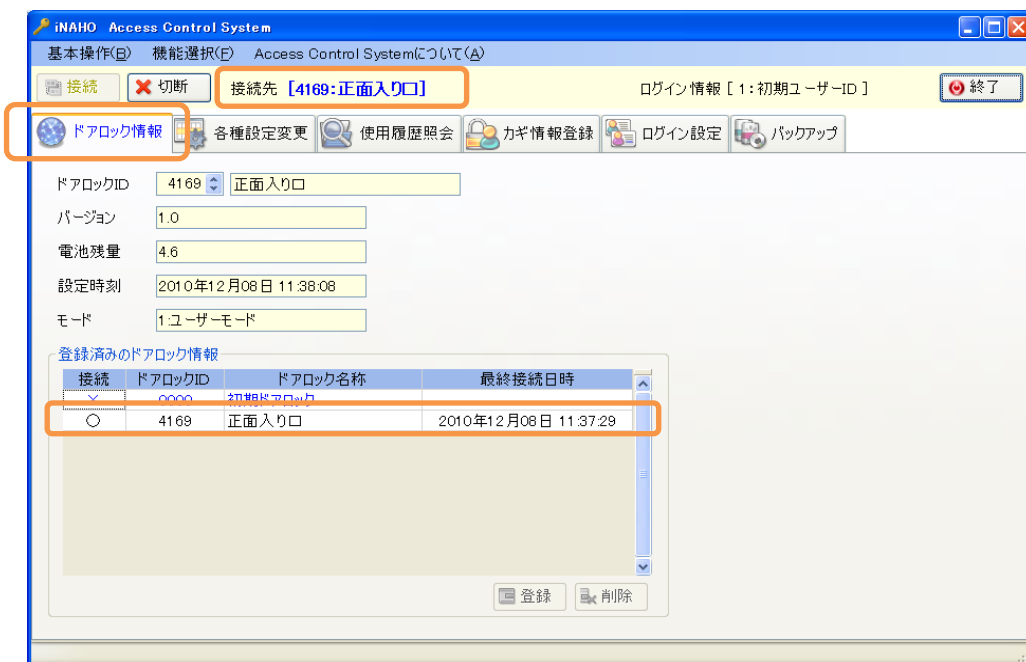 iNAHO Access Control System
基本操作(B) 機能選択(F) Access Control Systemについて(A)
接続 切断 接続先 [4169:正面入り口] ログイン情報 [ 1:初期ユーザーID ] 終了
ドアロック情報 各種設定変更 使用履歴照会 カギ情報登録 ログイン設定 バックアップ
ドアロックID 4169 正面入り口
バージョン 1.0
電池残量 4.6
設定時刻 2010年12月08日 11:38:08
モード 1:ユーザーモード
登録済みのドアロック情報
接続 ドアロックID ドアロック名称 最終接続日時
× 0000 初期ドアロック
○ 4169 正面入り口 2010年12月08日 11:37:29
登録 削除